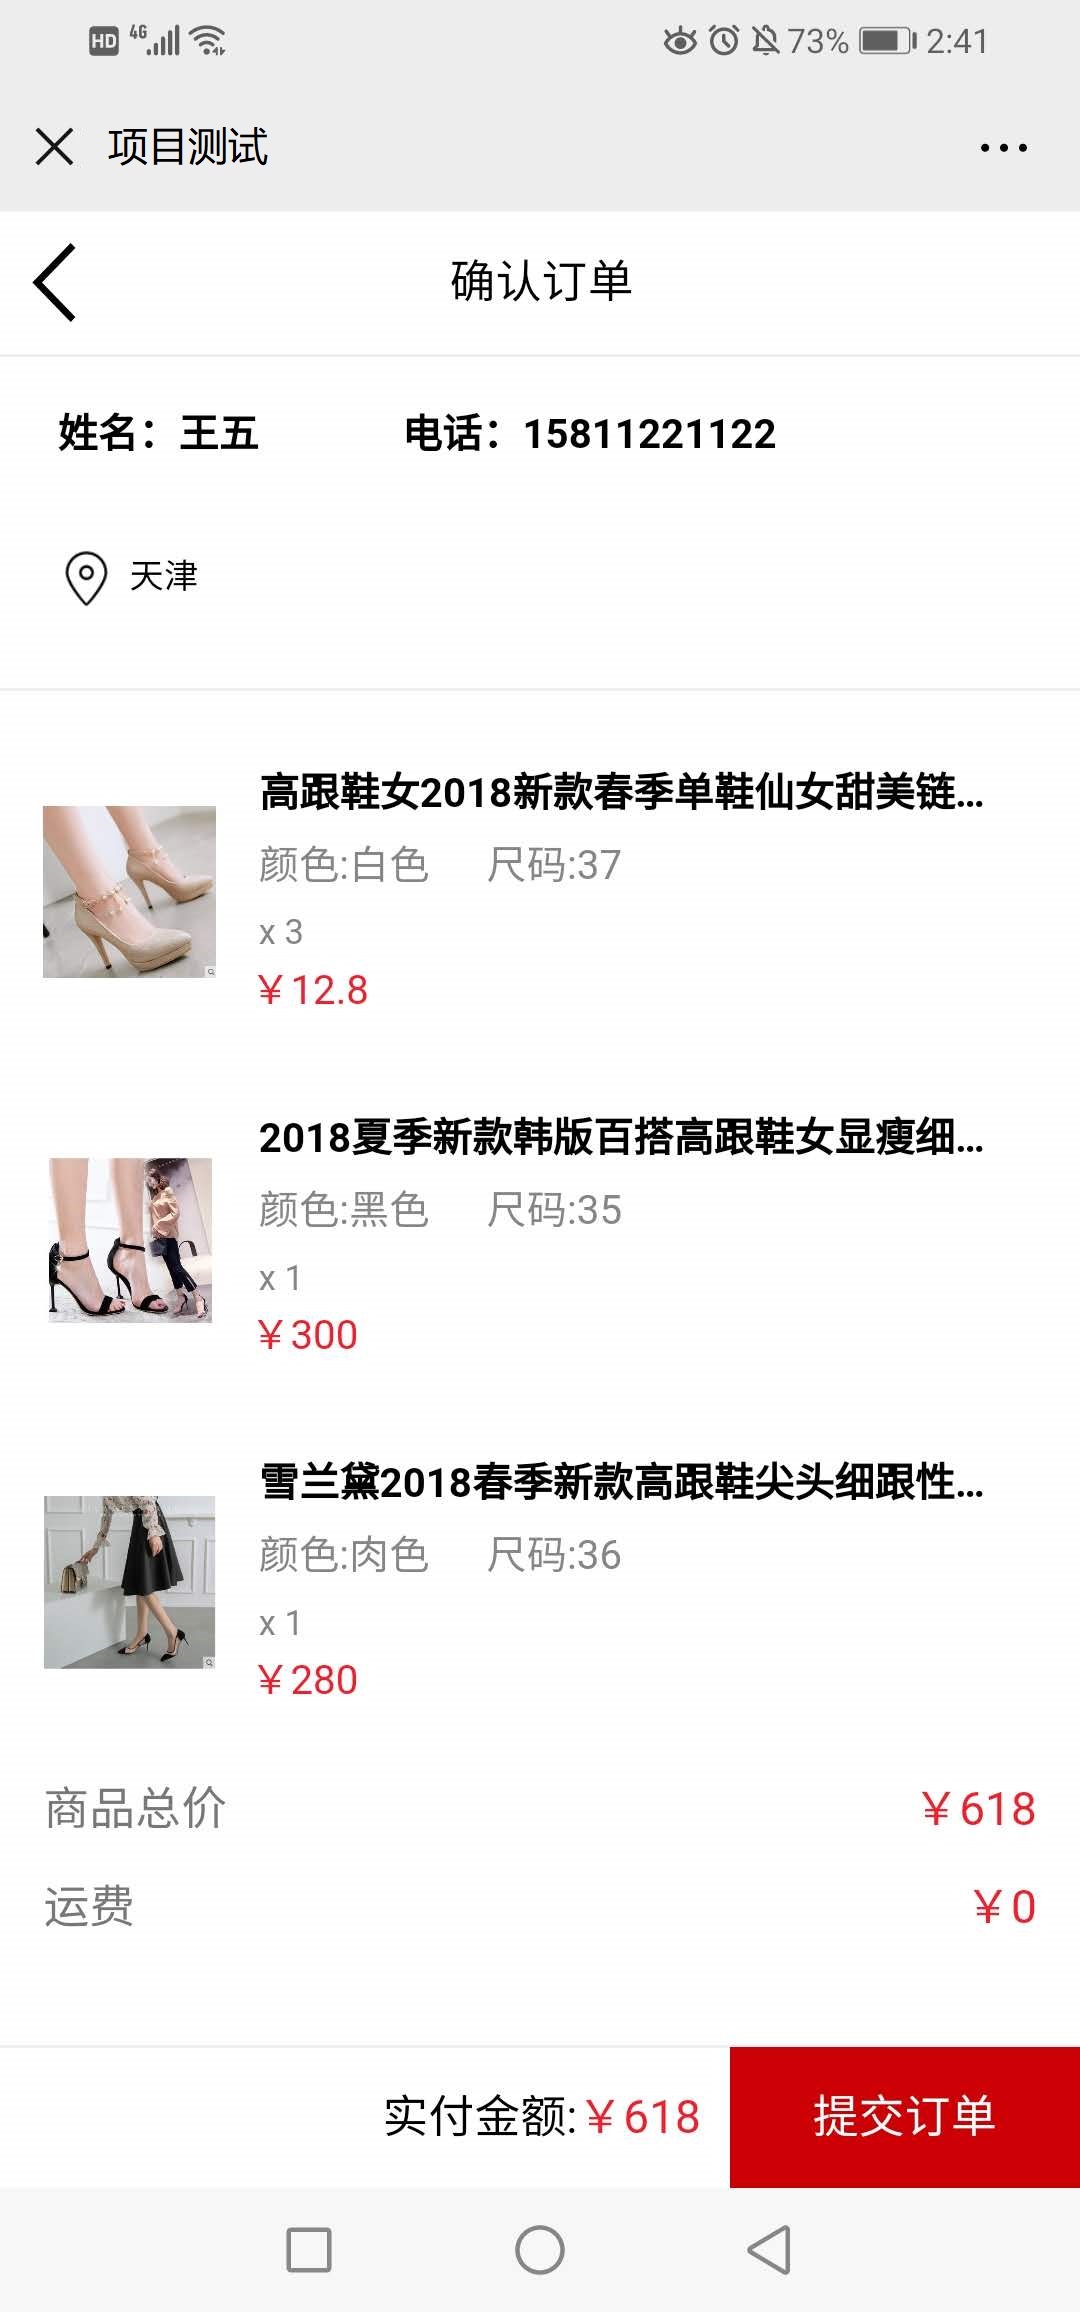 HD 4G 73% 2:41
项目测试
确认订单
姓名：王五 电话：15811221122
天津
高跟鞋女2018新款春季单鞋仙女甜美链...
颜色:白色 尺码:37
x 3
￥12.8
2018夏季新款韩版百搭高跟鞋女显瘦细...
颜色:黑色 尺码:35
x 1
￥300
雪兰黛2018春季新款高跟鞋尖头细跟性...
颜色:肉色 尺码:36
x 1
￥280
商品总价 ￥618
运费 ￥0
实付金额:￥618 提交订单